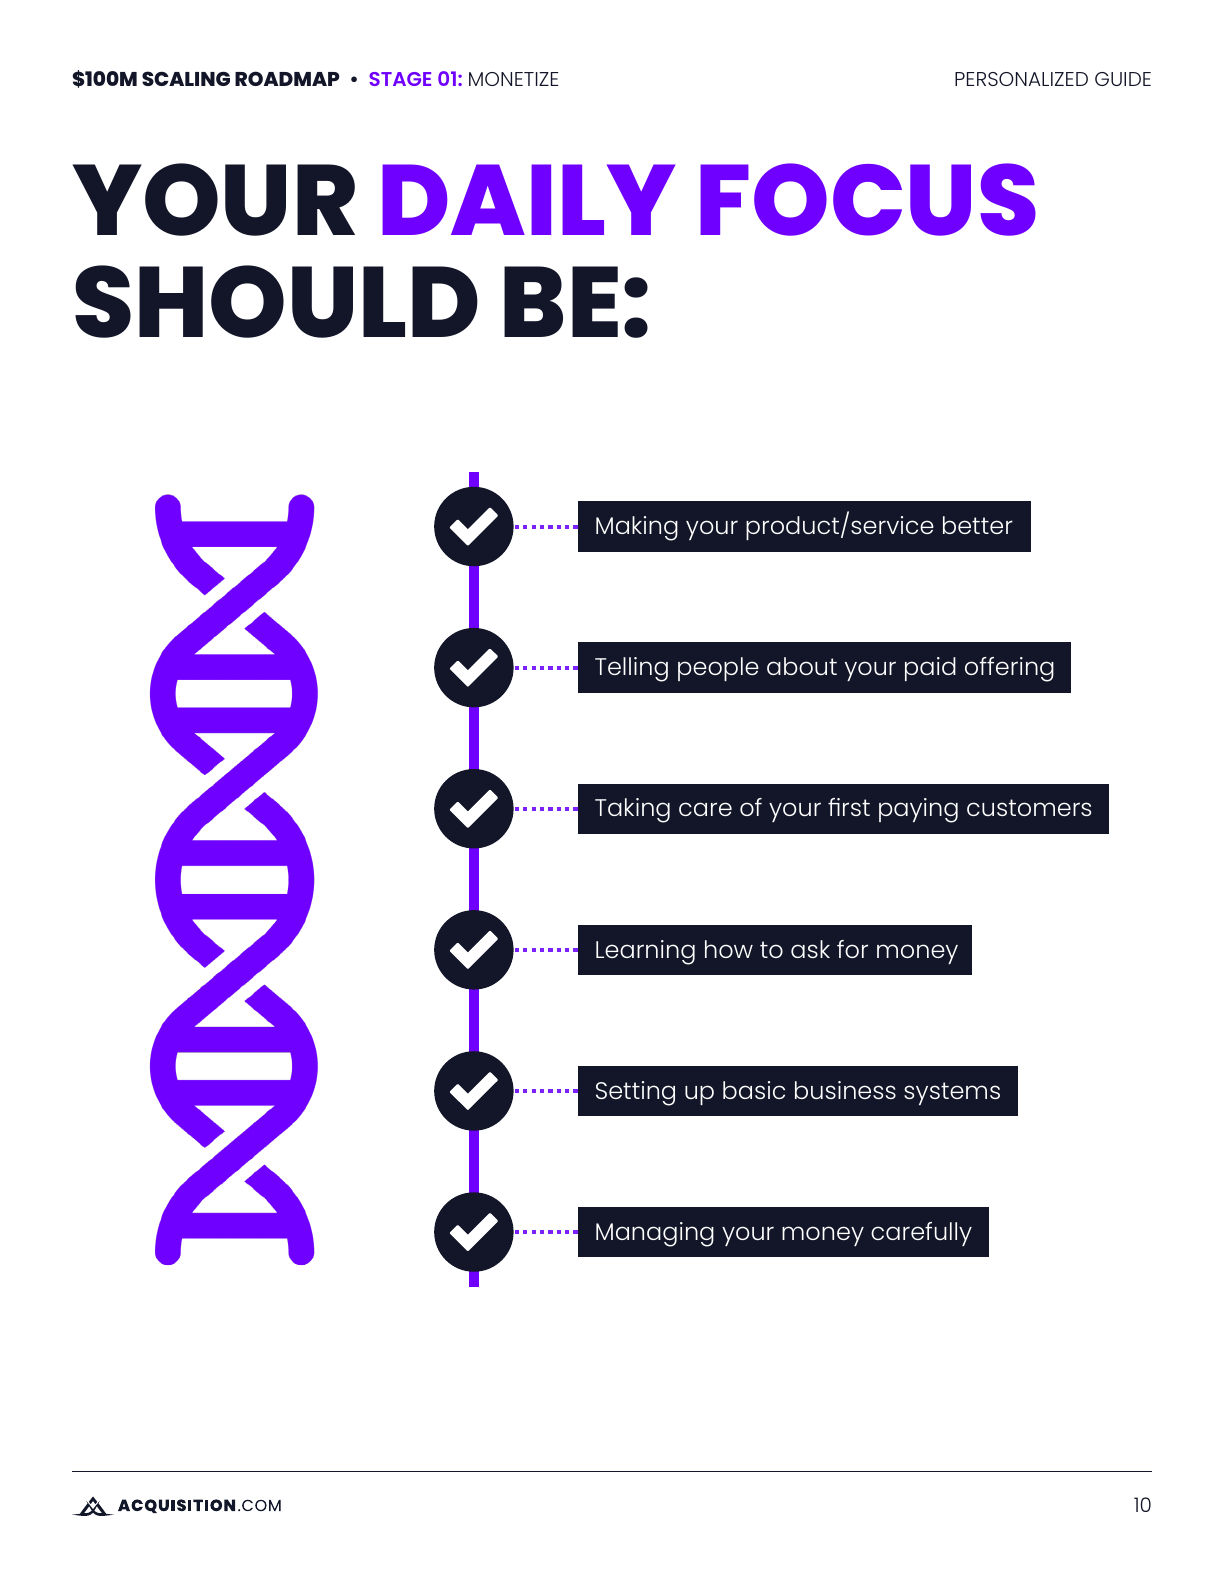 $100M SCALING ROADMAP • STAGE 01: MONETIZE
PERSONALIZED GUIDE
YOUR DAILY FOCUS
SHOULD BE:
Making your product/service better
Telling people about your paid offering
Taking care of your first paying customers
Learning how to ask for money
Setting up basic business systems
Managing your money carefully
ACQUISITION.COM
10